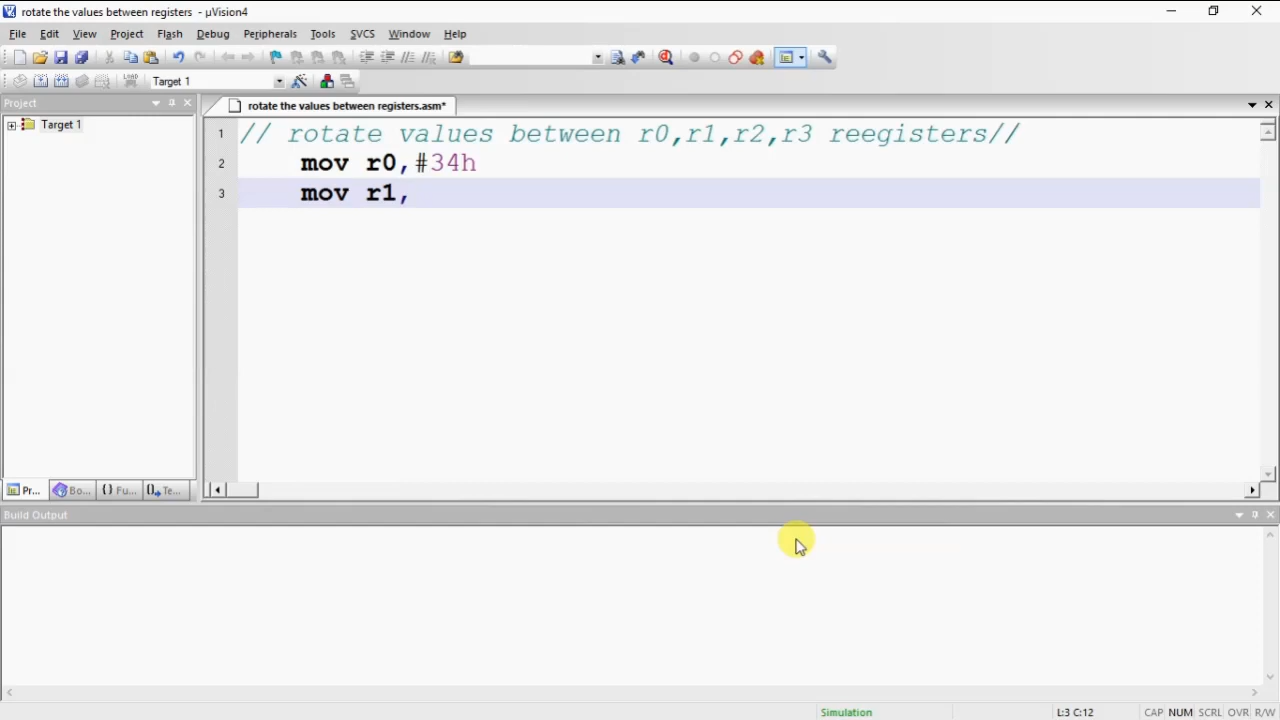 rotate the values between registers - µVision4
File Edit View Project Flash Debug Peripherals Tools SVCS Window Help
LOAD Target 1
Project
rotate the values between registers.asm*
Target 1
1 // rotate values between r0,r1,r2,r3 reegisters//
2 mov r0,#34h
3 mov r1,
Pr... Bo... {} Fu... Te...
Build Output
Simulation L:3 C:12 CAP NUM SCRL OVR R/W